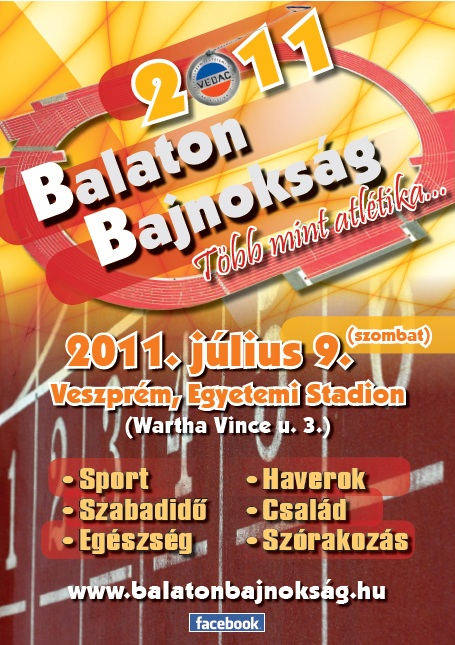 2011
VEDAC
Balaton
Bajnokság
Több mint atlétika...
2011. július 9. (szombat)
Veszprém, Egyetemi Stadion
(Wartha Vince u. 3.)
• Sport
• Szabadidő
• Egészség
• Haverok
• Család
• Szórakozás
www.balatonbajnokság.hu
facebook